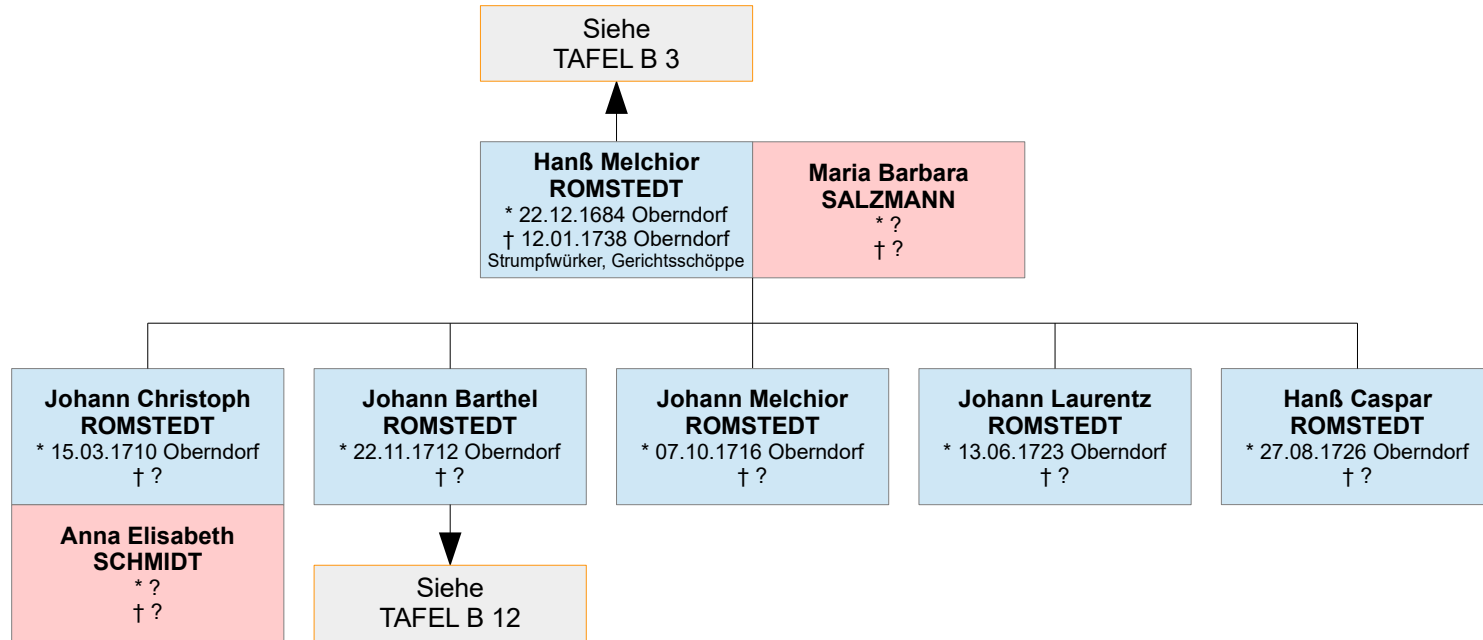 Siehe
TAFEL B 3
Hanß Melchior
ROMSTEDT
* 22.12.1684 Oberndorf
† 12.01.1738 Oberndorf
Strumpfwürker, Gerichtsschöppe
Maria Barbara
SALZMANN
* ?
† ?
Johann Christoph
ROMSTEDT
* 15.03.1710 Oberndorf
† ?
Anna Elisabeth
SCHMIDT
* ?
† ?
Johann Barthel
ROMSTEDT
* 22.11.1712 Oberndorf
† ?
Siehe
TAFEL B 12
Johann Melchior
ROMSTEDT
* 07.10.1716 Oberndorf
† ?
Johann Laurentz
ROMSTEDT
* 13.06.1723 Oberndorf
† ?
Hanß Caspar
ROMSTEDT
* 27.08.1726 Oberndorf
† ?